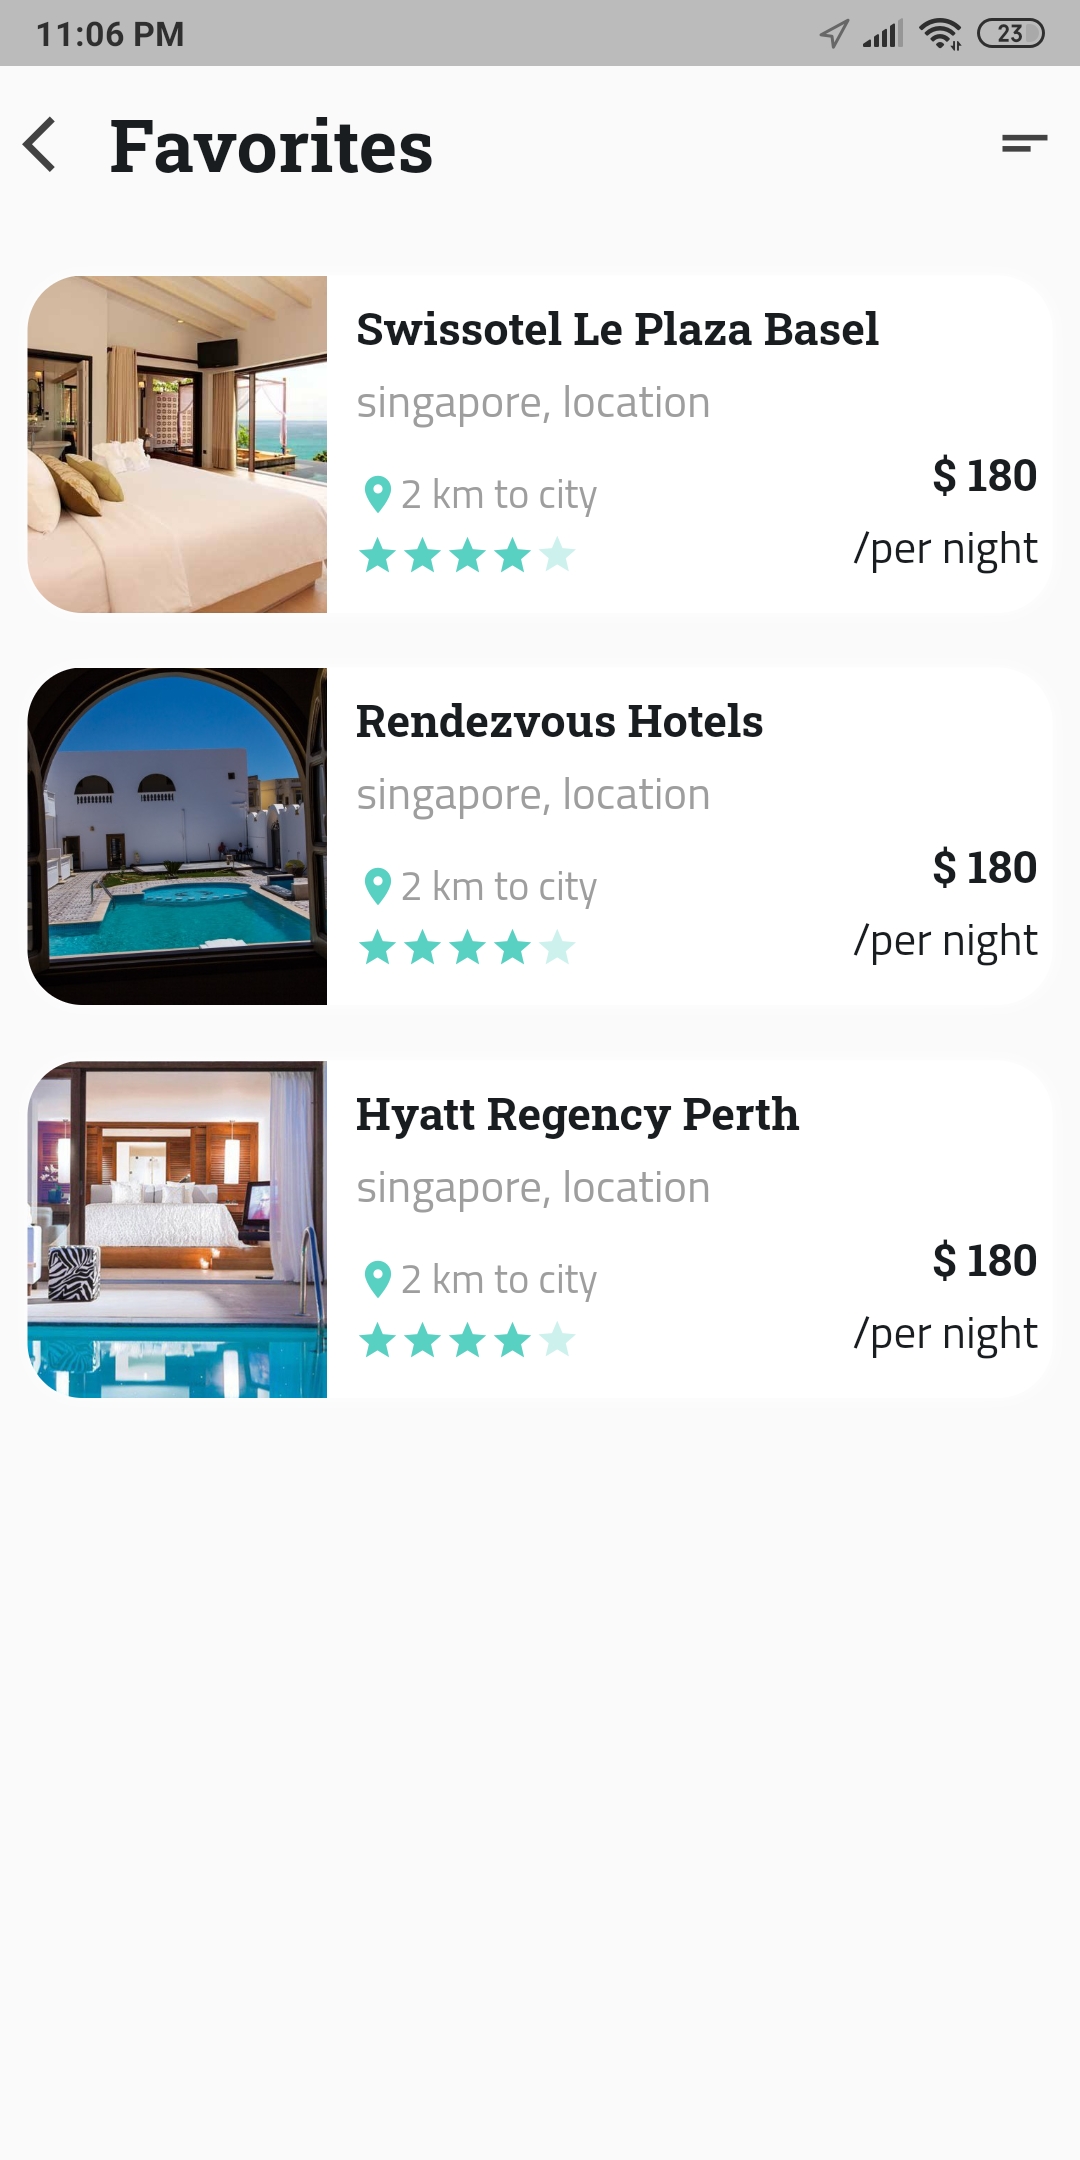 11:06 PM 23
Favorites
Swissotel Le Plaza Basel
singapore, location
2 km to city
$ 180
/per night
Rendezvous Hotels
singapore, location
2 km to city
$ 180
/per night
Hyatt Regency Perth
singapore, location
2 km to city
$ 180
/per night